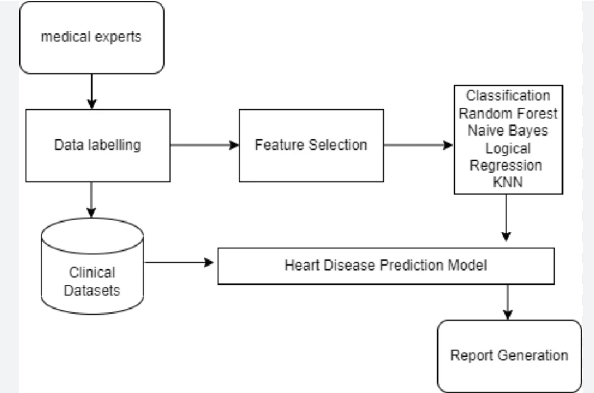 medical experts
Data labelling
Feature Selection
Classification
Random Forest
Naive Bayes
Logical
Regression
KNN
Clinical
Datasets
Heart Disease Prediction Model
Report Generation